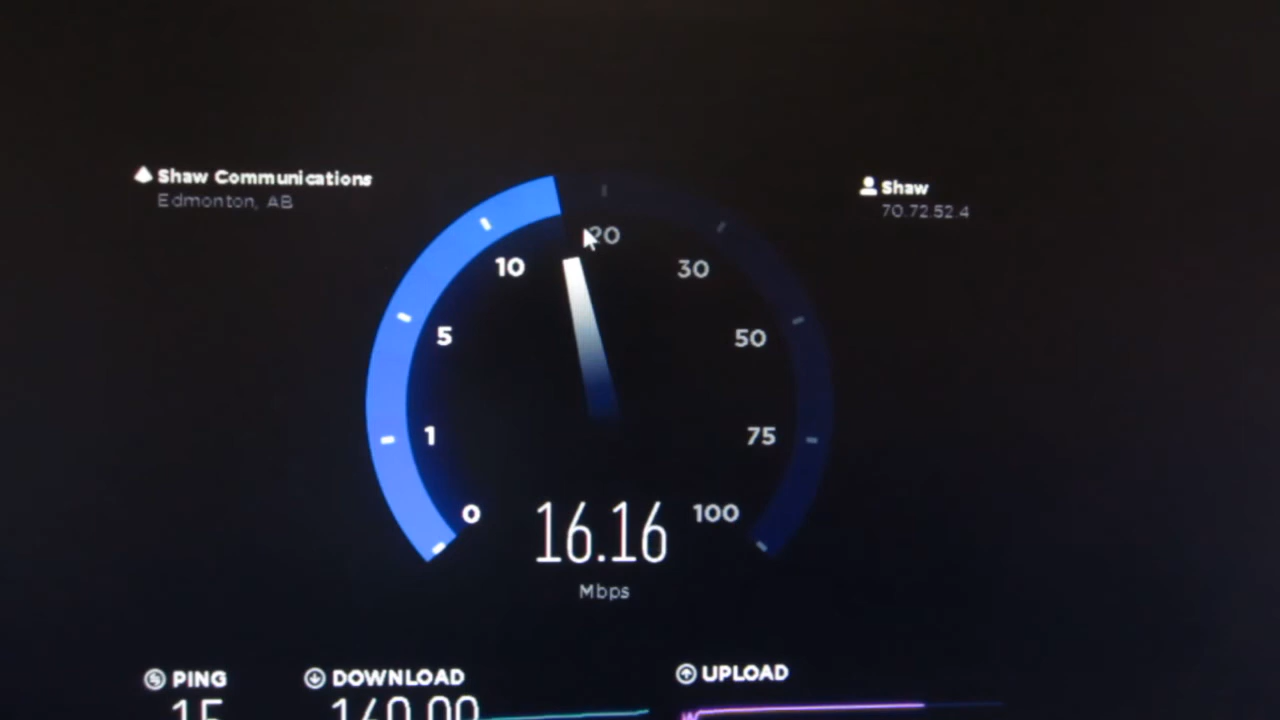 Shaw Communications
Edmonton, AB
Shaw
70.72.52.4
20
10
30
5
50
1
75
0
100
16.16
Mbps
PING
DOWNLOAD
UPLOAD
15